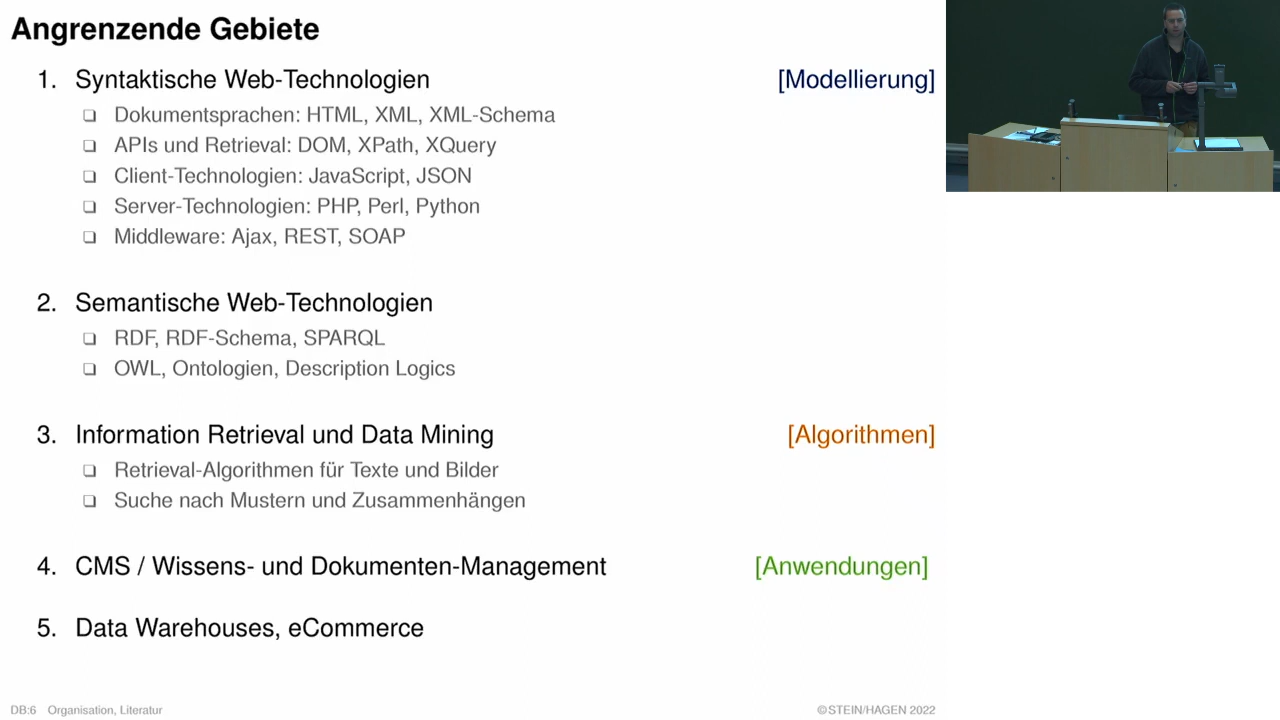 Angrenzende Gebiete
1. Syntaktische Web-Technologien [Modellierung]
❑ Dokumentsprachen: HTML, XML, XML-Schema
❑ APIs und Retrieval: DOM, XPath, XQuery
❑ Client-Technologien: JavaScript, JSON
❑ Server-Technologien: PHP, Perl, Python
❑ Middleware: Ajax, REST, SOAP
2. Semantische Web-Technologien
❑ RDF, RDF-Schema, SPARQL
❑ OWL, Ontologien, Description Logics
3. Information Retrieval und Data Mining [Algorithmen]
❑ Retrieval-Algorithmen für Texte und Bilder
❑ Suche nach Mustern und Zusammenhängen
4. CMS / Wissens- und Dokumenten-Management [Anwendungen]
5. Data Warehouses, eCommerce
DB:6 Organisation, Literatur ©STEIN/HAGEN 2022